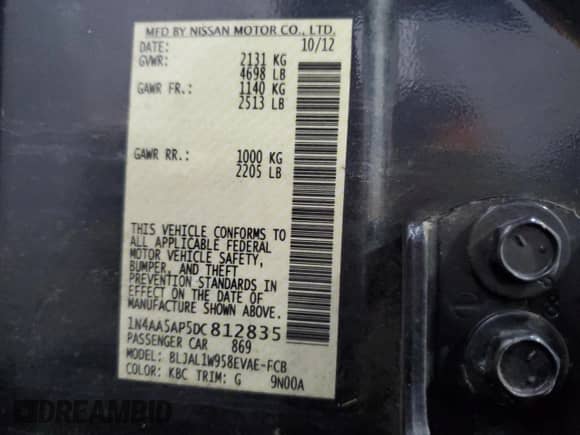 MFD BY NISSAN MOTOR CO., LTD.
DATE: 10/12
GVWR: 2131 KG
4698 LB
GAWR FR.: 1140 KG
2513 LB
GAWR RR.: 1000 KG
2205 LB
THIS VEHICLE CONFORMS TO
ALL APPLICABLE FEDERAL
MOTOR VEHICLE SAFETY,
BUMPER, AND THEFT
PREVENTION STANDARDS IN
EFFECT ON THE DATE OF
MANUFACTURE SHOWN ABOVE.
1N4AA5AP5DC812835
PASSENGER CAR 869
MODEL: BLJAL1W958EVAE-FCB
COLOR: KBC TRIM: G 9N00A
DREAMBID